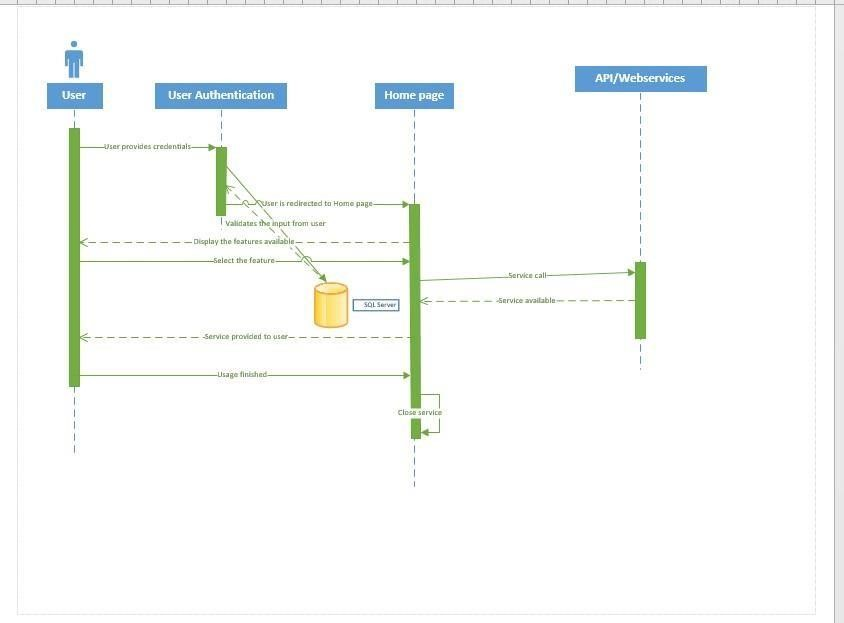 API/Webservices
User
User Authentication
Home page
User provides credentials
User is redirected to Home page
Validates the input from user
Display the features available
Select the feature
Service call
Service available
SQL Server
Service provided to user
Usage finished
Close service